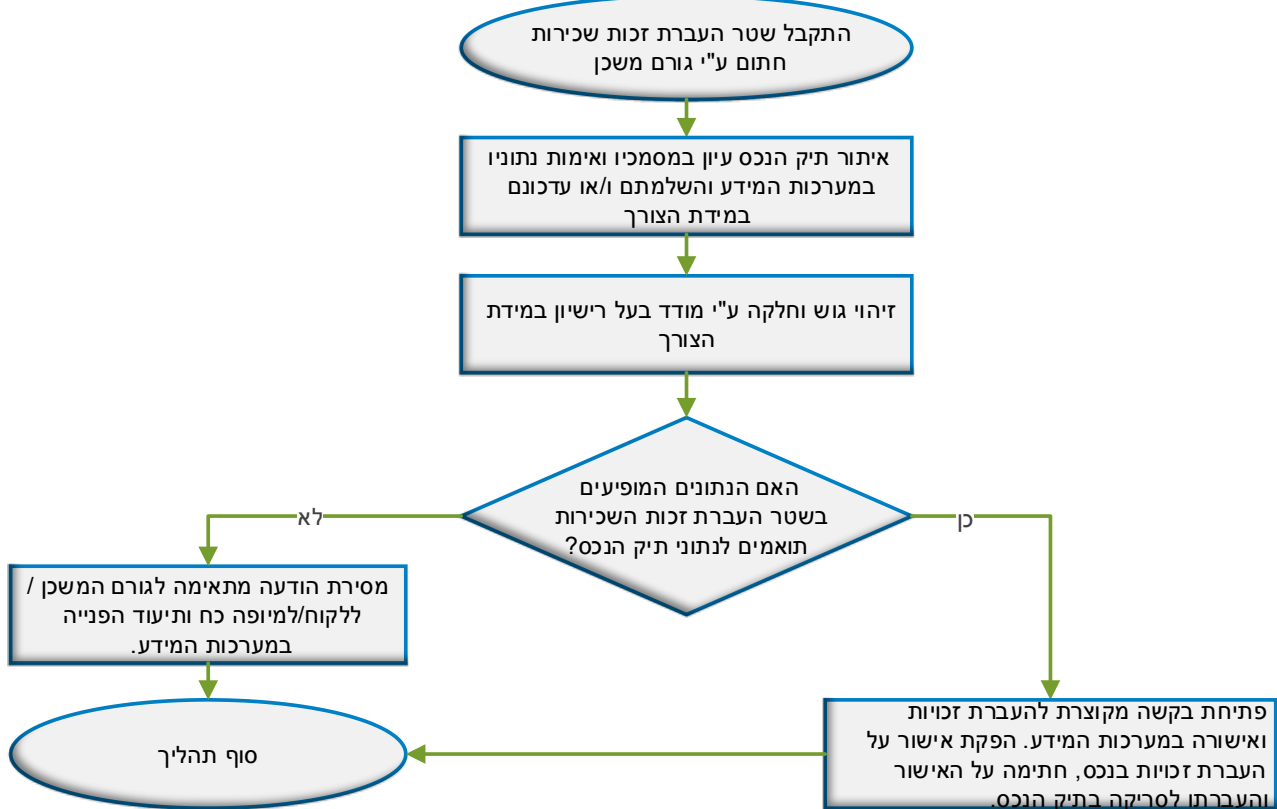 התקבל שטר העברת זכות שכירות
חתום ע"י גורם משכן
איתור תיק הנכס עיון במסמכיו ואימות נתוניו
במערכות המידע והשלמתם ו/או עדכונם
במידת הצורך
זיהוי גוש וחלקה ע"י מודד בעל רישיון במידת
הצורך
האם הנתונים המופיעים
בשטר העברת זכות השכירות
תואמים לנתוני תיק הנכס?
כן
לא
מסירת הודעה מתאימה לגורם המשכן /
ללקוח/למיופה כח ותיעוד הפנייה
במערכות המידע.
פתיחת בקשה מקוצרת להעברת זכויות
ואישורה במערכות המידע. הפקת אישור על
העברת זכויות בנכס, חתימה על האישור
והעברתו לסריקה בתיק הנכס.
סוף תהליך